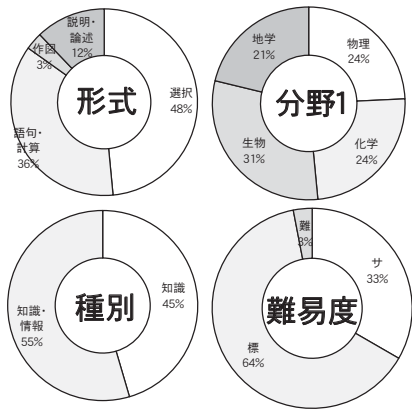 説明・
論述
12%
作図
3%
語句・
計算
36%
形式
選択
48%
地学
21%
物理
24%
分野1
生物
31%
化学
24%
種別
知識
45%
知識・
情報
55%
難
3%
サ
33%
難易度
標
64%